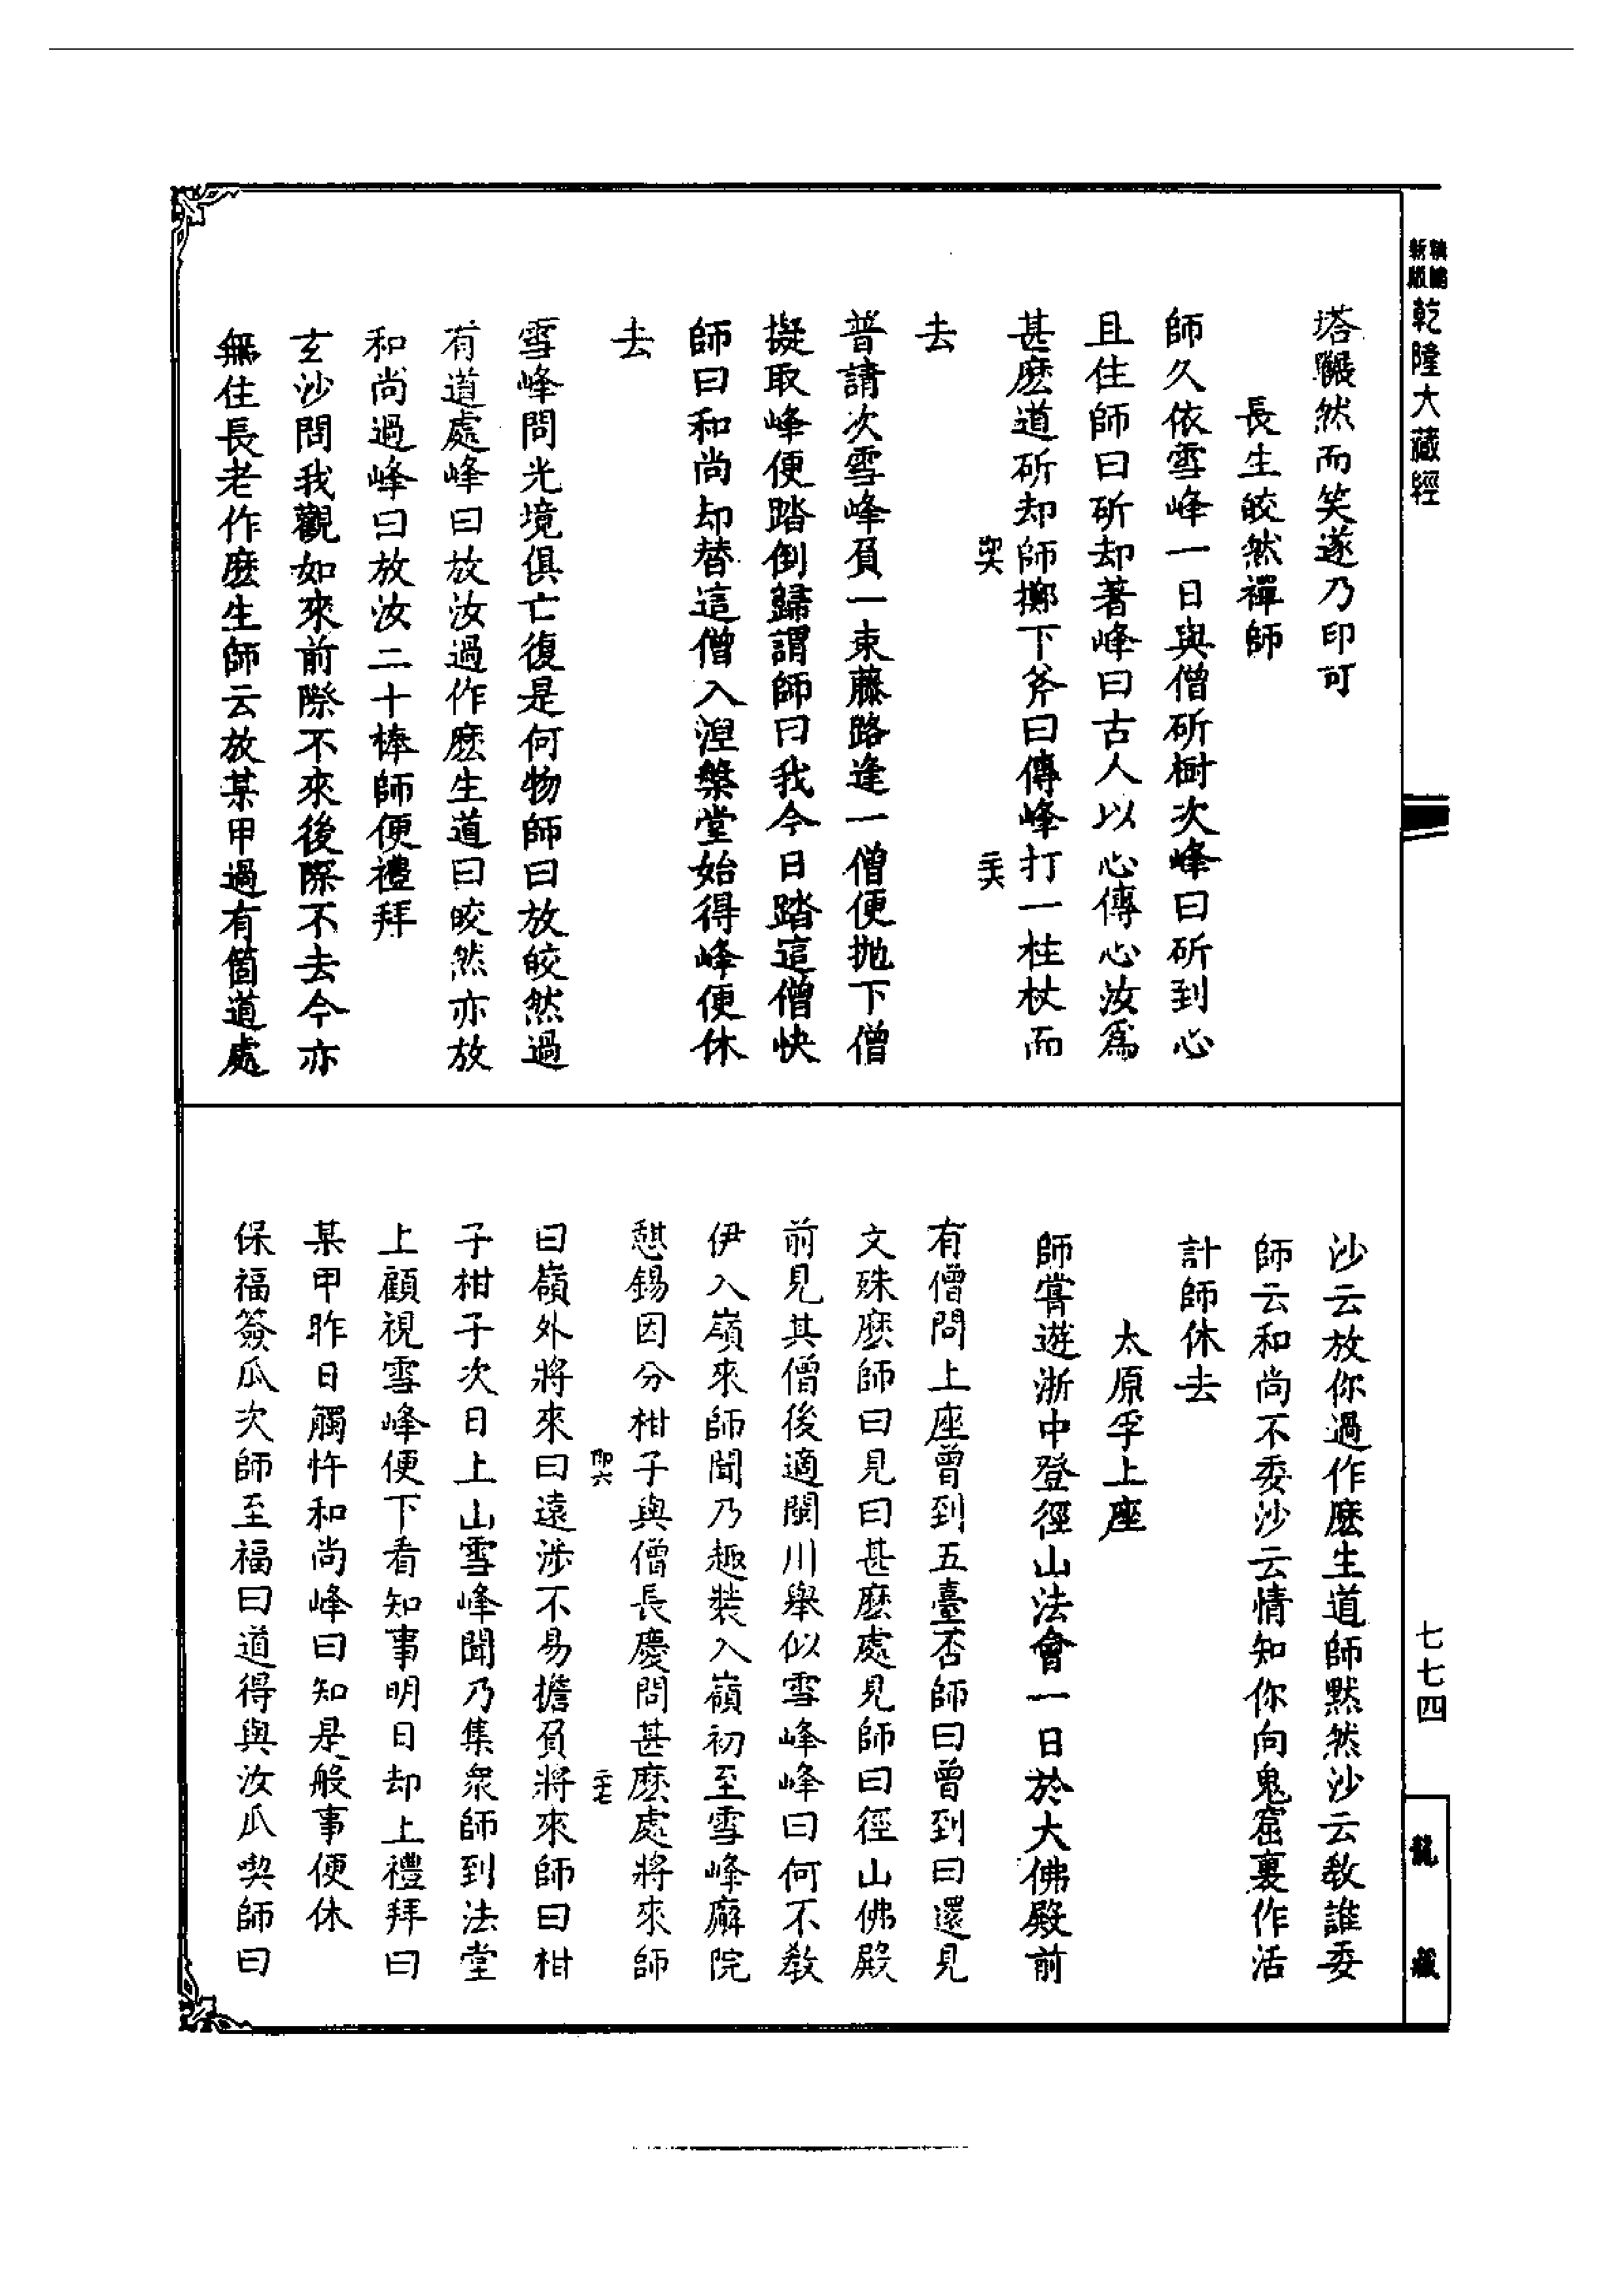 新版
乾隆大藏經
塔囅然而笑遂乃印可
長生皎然禪師
師久依雪峰一日與僧斫樹次峰曰斫到心
且住師曰斫却著峰曰古人以心傳心汝爲
甚麽道斫却師擲下斧曰傳峰打一柱杖而
去
普請次雪峰負一束藤路逢一僧便拋下僧
擬取峰便踏倒歸謂師曰我今日踏這僧快
師曰和尚却替這僧入涅槃堂始得峰便休
去
雪峰問光境俱亡復是何物師曰放皎然過
有道處峰曰放汝過作麽生道曰皎然亦放
和尚過峰曰放汝二十棒師便禮拜
玄沙問我觀如來前際不來後際不去今亦
無住長老作麽生師云放某甲過有箇道處
沙云放你過作麽生道師默然沙云教誰委
師云和尚不委沙云情知你向鬼窟裏作活
計師休去
太原孚上座
師嘗遊浙中登徑山法會一日於大佛殿前
有僧問上座曾到五臺否師曰曾到曰還見
文殊麽師曰見曰甚麽處見師曰徑山佛殿
前見其僧後適閩川舉似雪峰峰曰何不教
伊入嶺來師聞乃趣裝入嶺初至雪峰廨院
憩錫因分柑子與僧長慶問甚麽處將來師
曰嶺外將來曰遠涉不易擔負將來師曰柑
子柑子次日上山雪峰聞乃集衆師到法堂
上顧視雪峰便下看知事明日却上禮拜曰
某甲昨日觸忤和尚峰曰知是般事便休
保福簽瓜次師至福曰道得與汝瓜喫師曰
七七四
龍藏